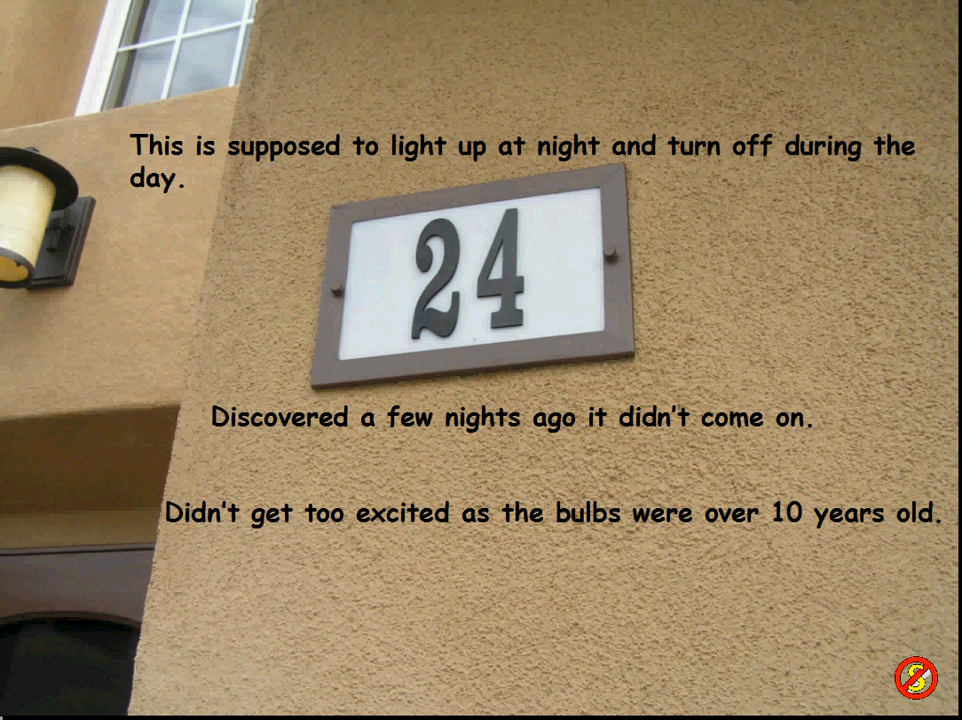 This is supposed to light up at night and turn off during the
day.
24
Discovered a few nights ago it didn't come on.
Didn't get too excited as the bulbs were over 10 years old.
S